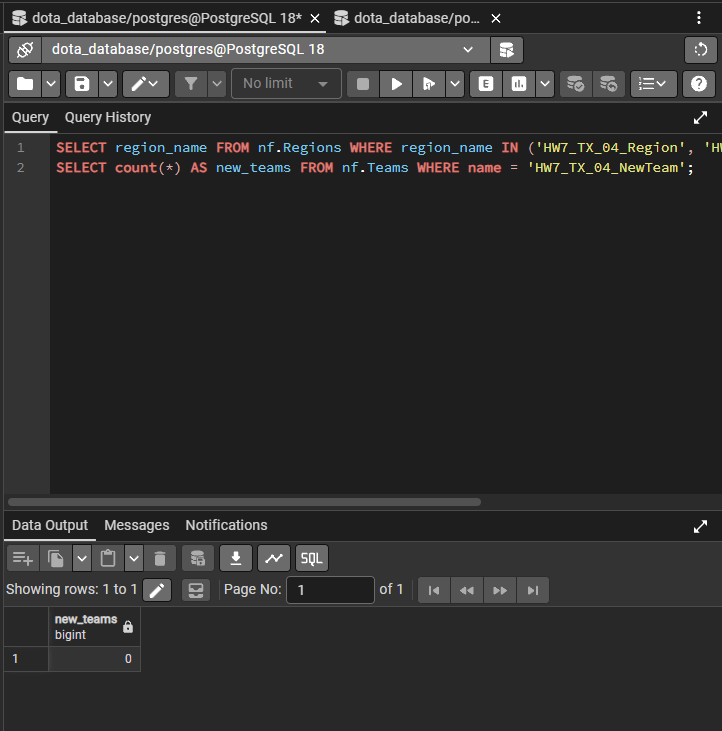 dota_database/postgres@PostgreSQL 18*
dota_database/po...
dota_database/postgres@PostgreSQL 18
No limit
E
Query
Query History
1 SELECT region_name FROM nf.Regions WHERE region_name IN ('HW7_TX_04_Region', 'HW
2 SELECT count(*) AS new_teams FROM nf.Teams WHERE name = 'HW7_TX_04_NewTeam';
Data Output
Messages
Notifications
SQL
Showing rows: 1 to 1
Page No:
1
of 1
new_teams
bigint
1
0